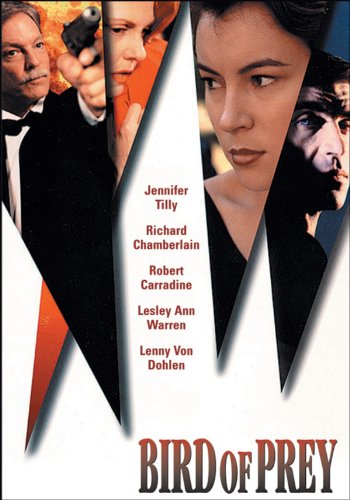 Jennifer
Tilly
Richard
Chamberlain
Robert
Carradine
Lesley Ann
Warren
Lenny Von
Dohlen
BIRD OF PREY